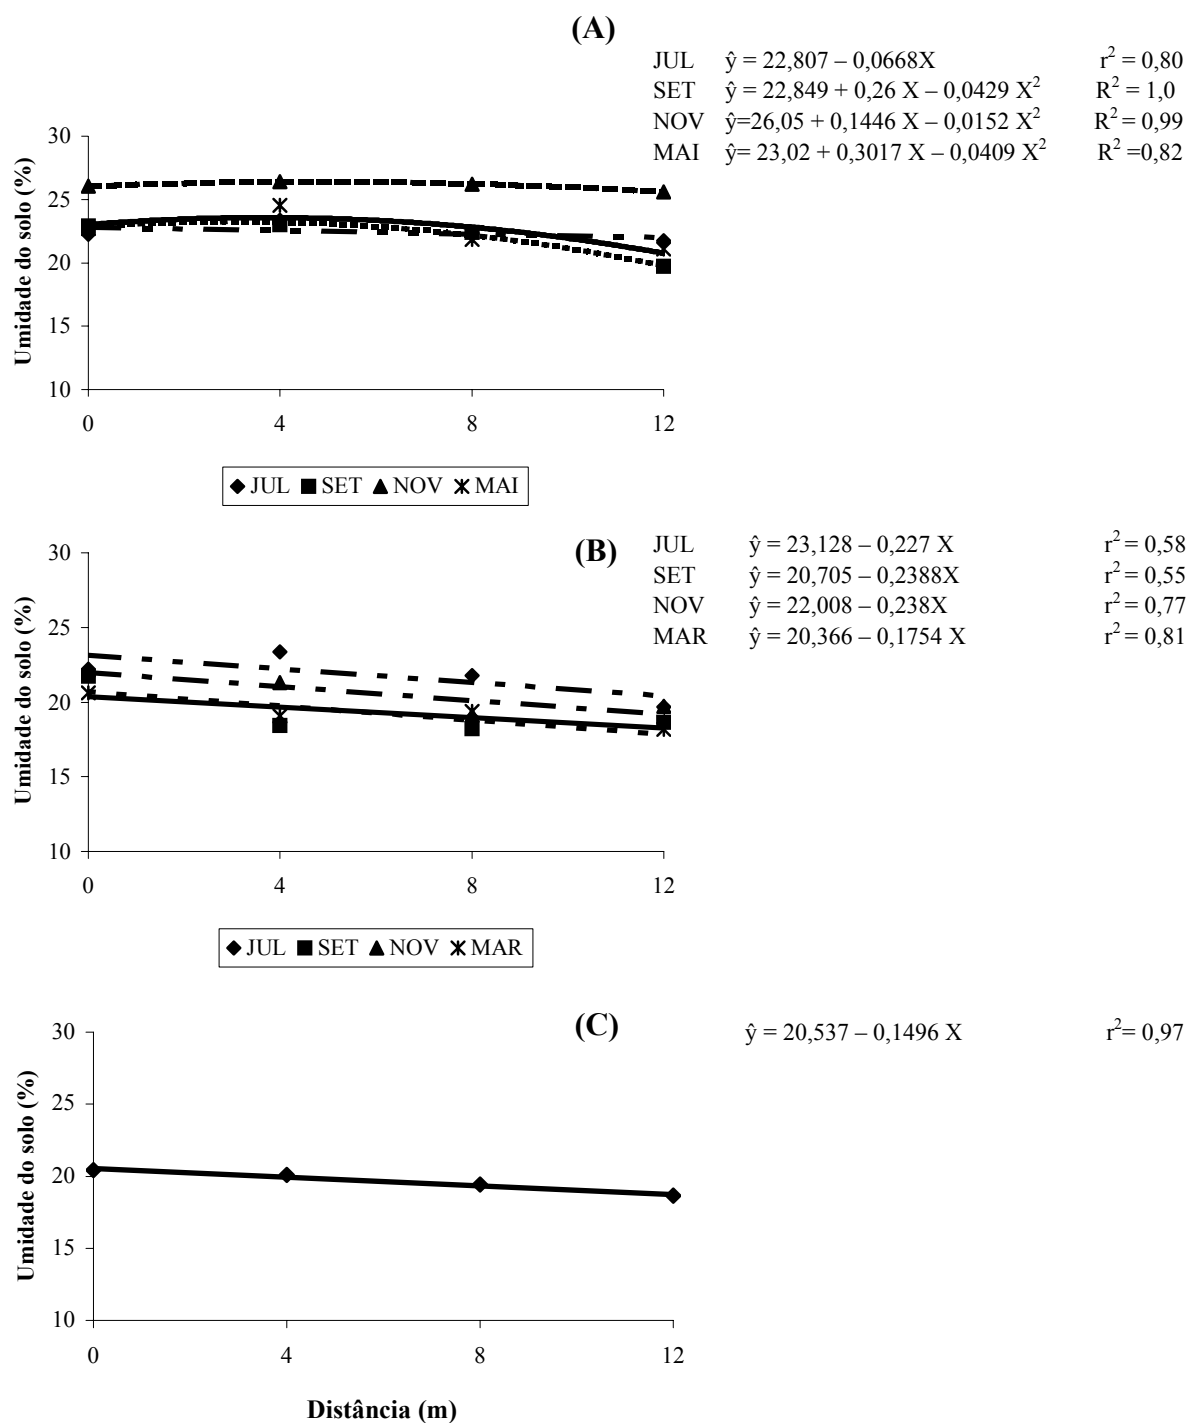 (A)
JUL ŷ = 22,807 – 0,0668X r² = 0,80
SET ŷ = 22,849 + 0,26 X – 0,0429 X² R² = 1,0
NOV ŷ=26,05 + 0,1446 X – 0,0152 X² R² = 0,99
MAI ŷ= 23,02 + 0,3017 X – 0,0409 X² R² =0,82
Umidade do solo (%)
30
25
20
15
10
0 4 8 12
JUL SET NOV MAI
(B)
JUL ŷ = 23,128 – 0,227 X r² = 0,58
SET ŷ = 20,705 – 0,2388X r² = 0,55
NOV ŷ = 22,008 – 0,238X r² = 0,77
MAR ŷ = 20,366 – 0,1754 X r² = 0,81
Umidade do solo (%)
30
25
20
15
10
0 4 8 12
JUL SET NOV MAR
(C)
ŷ = 20,537 – 0,1496 X r²= 0,97
Umidade do solo (%)
30
25
20
15
10
0 4 8 12
Distância (m)